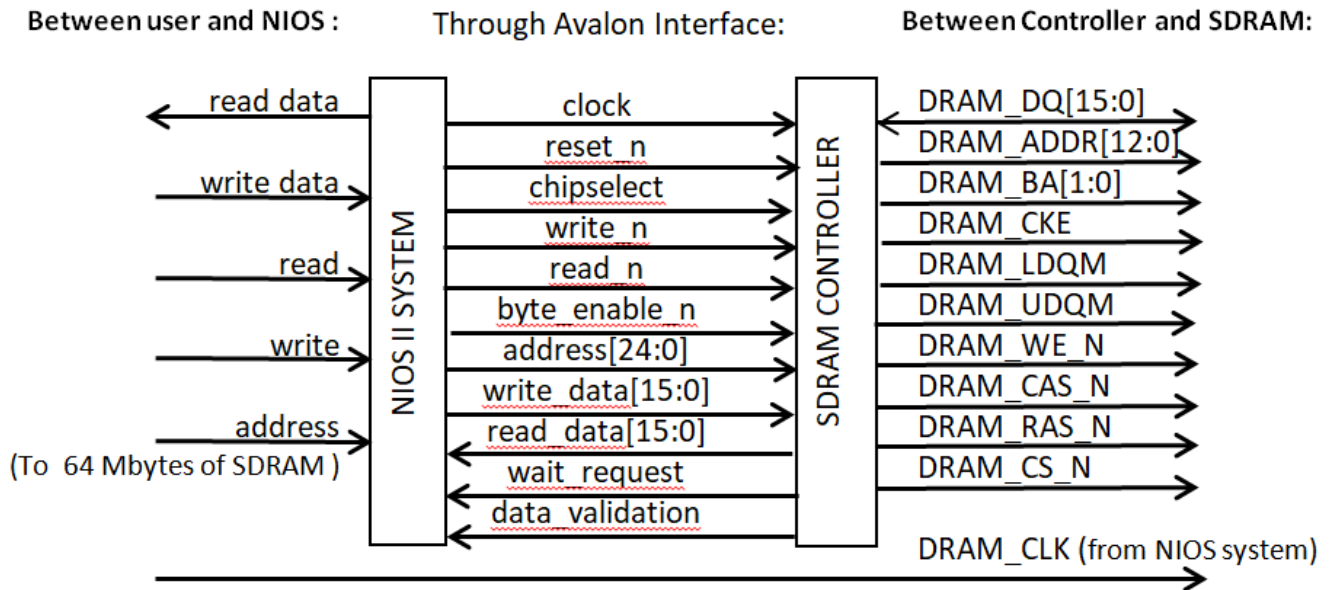 Between user and NIOS :
Through Avalon Interface:
Between Controller and SDRAM:
read data
write data
read
write
address
(To 64 Mbytes of SDRAM )
NIOS II SYSTEM
clock
reset_n
chipselect
write_n
read_n
byte_enable_n
address[24:0]
write_data[15:0]
read_data[15:0]
wait_request
data_validation
SDRAM CONTROLLER
DRAM_DQ[15:0]
DRAM_ADDR[12:0]
DRAM_BA[1:0]
DRAM_CKE
DRAM_LDQM
DRAM_UDQM
DRAM_WE_N
DRAM_CAS_N
DRAM_RAS_N
DRAM_CS_N
DRAM_CLK (from NIOS system)